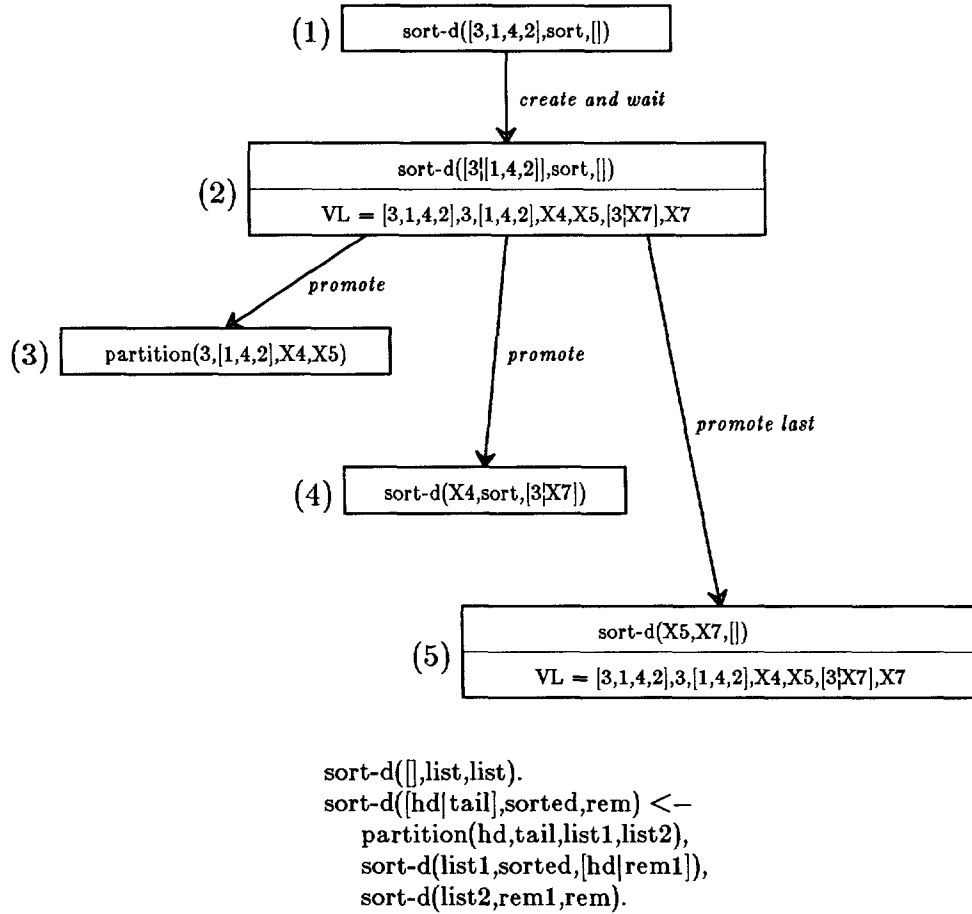 (1)
sort-d([3,1,4,2],sort,[])
create and wait
(2)
sort-d([3¦[1,4,2]],sort,[])
VL = [3,1,4,2],3,[1,4,2],X4,X5,[3¦X7],X7
promote
(3)
partition(3,[1,4,2],X4,X5)
promote
promote last
(4)
sort-d(X4,sort,[3¦X7])
(5)
sort-d(X5,X7,[])
VL = [3,1,4,2],3,[1,4,2],X4,X5,[3¦X7],X7
sort-d([],list,list).
sort-d([hd|tail],sorted,rem) <–
partition(hd,tail,list1,list2),
sort-d(list1,sorted,[hd|rem1]),
sort-d(list2,rem1,rem).